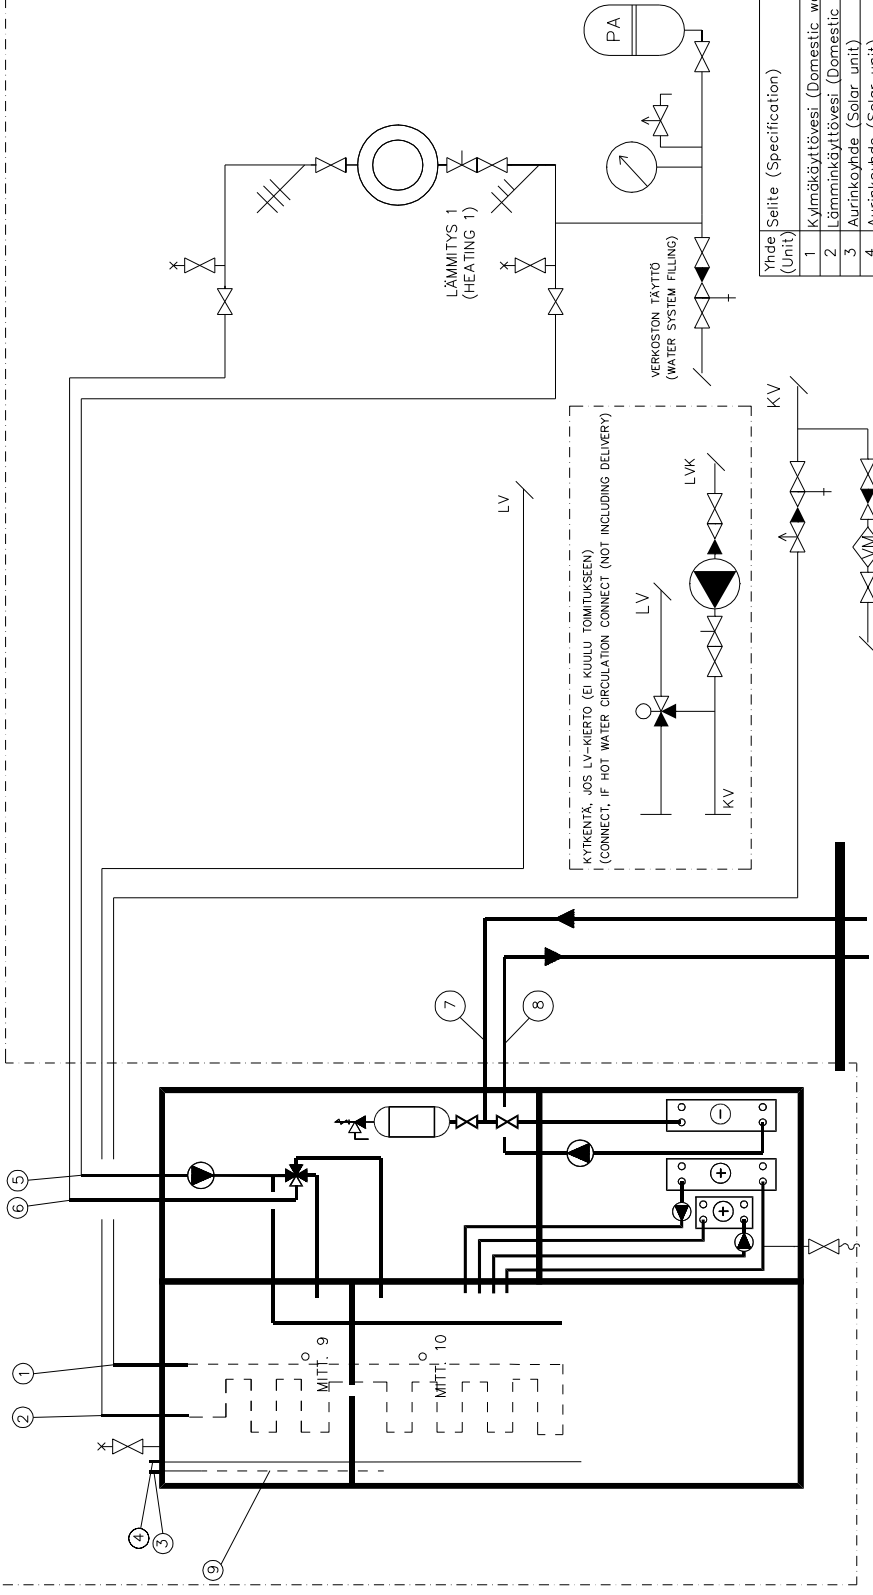 PA
LÄMMITYS 1
(HEATING 1)
VERKOSTON TÄYTTÖ
(WATER SYSTEM FILLING)
Yhde Selite (Specification)
(Unit)
1 Kylmäkäyttövesi (Domestic
2 Lämminkäyttövesi (Domestic
3 Aurinkoyhde (Solar unit)
4 Aurinkoyhde (Solar unit)
LV
KV
KYTKENTÄ, JOS LV-KIERTO (EI KUULU TOIMITUKSEEN)
(CONNECT, IF HOT WATER CIRCULATION CONNECT (NOT INCLUDING DELIVERY)
LVK
LV
KV
VM
7
8
5
6
1
2
MITT. 9
MITT. 10
4
3
9